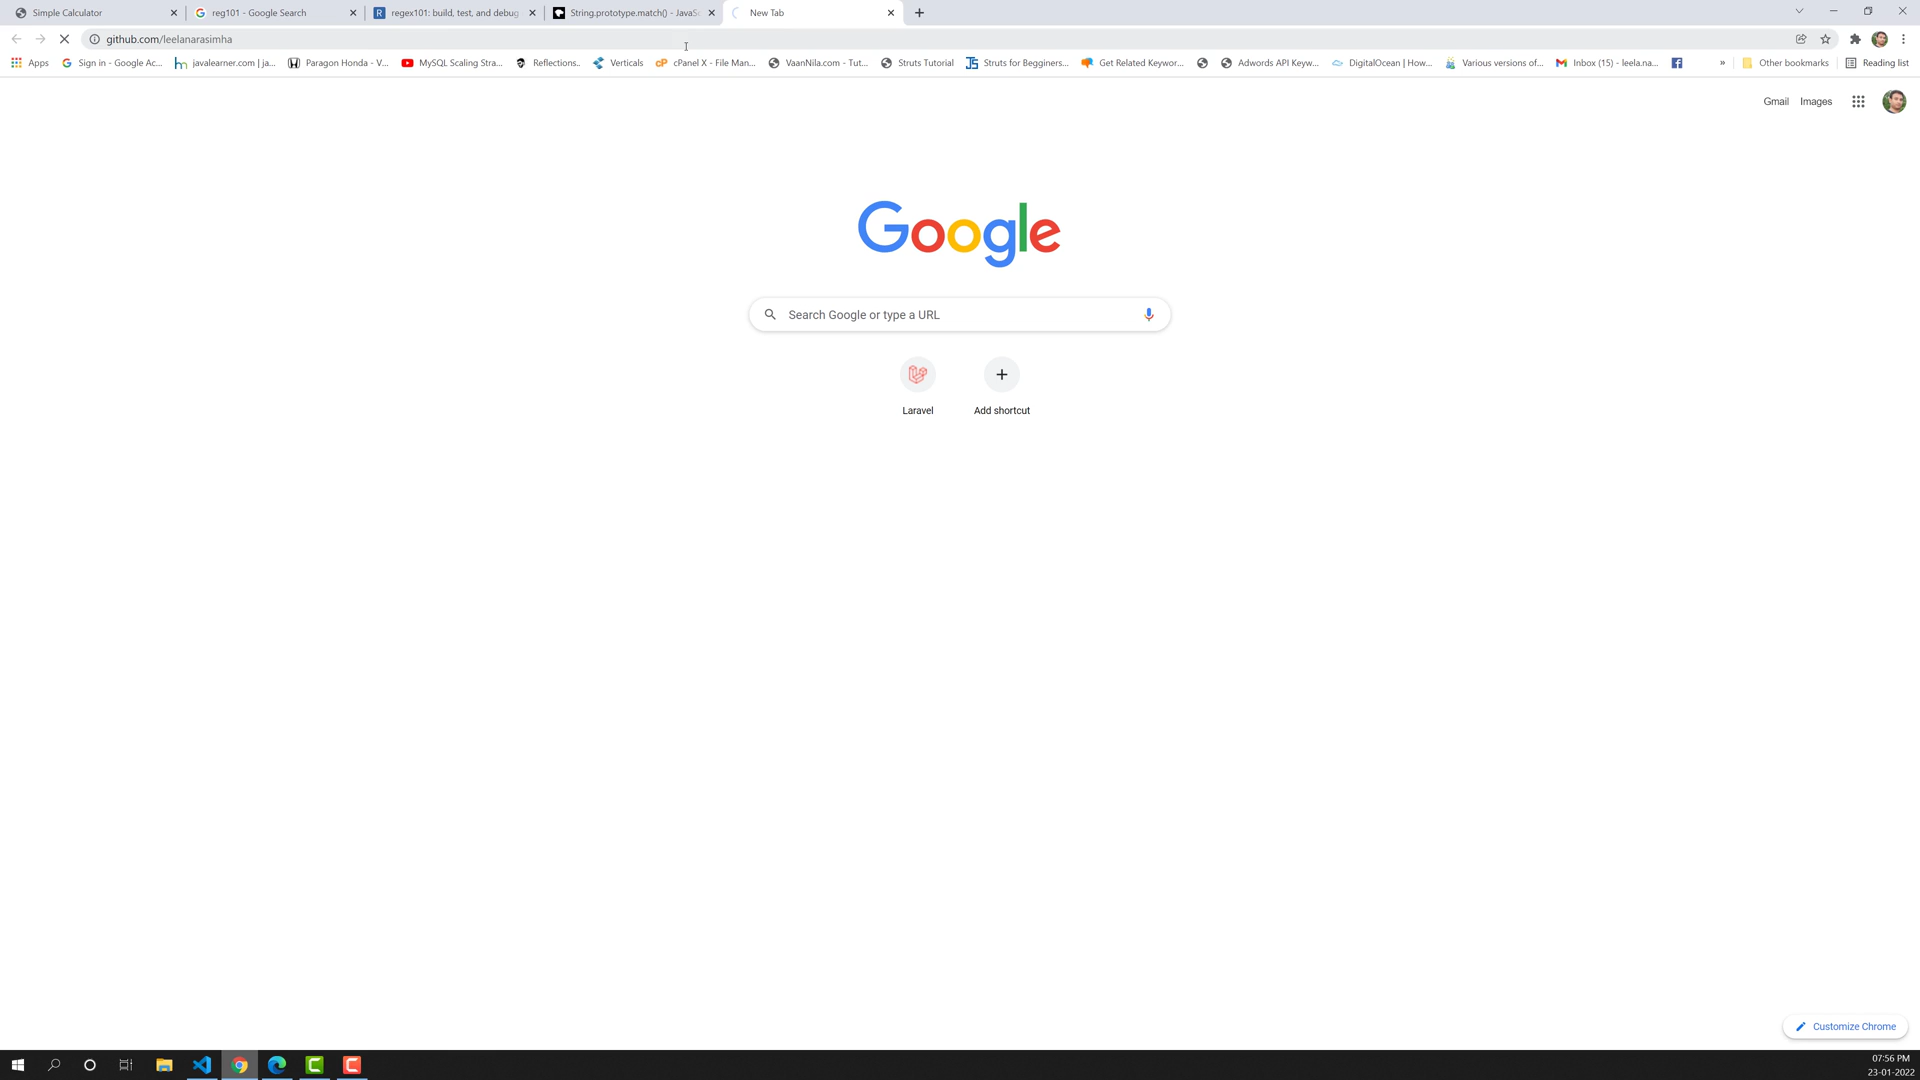 Simple Calculator
reg101 - Google Search
regex101: build, test, and debug
String.prototype.match() - JavaSc
New Tab
github.com/leelanarasimha
Apps
Sign in - Google Ac...
javalearner.com | ja...
Paragon Honda - V...
MySQL Scaling Stra...
Reflections..
Verticals
cPanel X - File Man...
VaanNila.com - Tut...
Struts Tutorial
Struts for Begginers...
Get Related Keywor...
Adwords API Keyw...
DigitalOcean | How...
Various versions of...
Inbox (15) - leela.na...
»
Other bookmarks
Reading list
Gmail
Images
Google
Search Google or type a URL
Laravel
Add shortcut
Customize Chrome
07:56 PM
23-01-2022